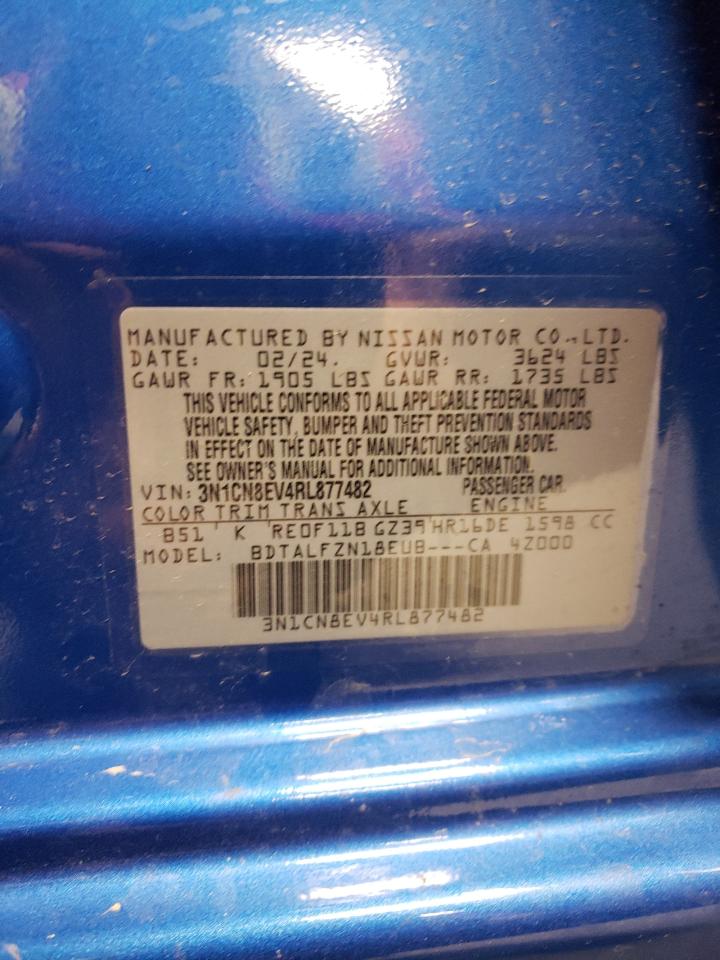 MANUFACTURED BY NISSAN MOTOR CO.,LTD.
DATE: 02/24. GVWR: 3624 LBS
GAWR FR: 1905 LBS GAWR RR: 1735 LBS
THIS VEHICLE CONFORMS TO ALL APPLICABLE FEDERAL MOTOR
VEHICLE SAFETY, BUMPER AND THEFT PREVENTION STANDARDS
IN EFFECT ON THE DATE OF MANUFACTURE SHOWN ABOVE.
SEE OWNER'S MANUAL FOR ADDITIONAL INFORMATION.
VIN: 3N1CN8EV4RL877482 PASSENGER CAR.
COLOR TRIM TRANS AXLE ENGINE
B51 K RE0F11B GZ39 HR16DE 1598 CC
MODEL: BDTALFZN18EUB---CA 4Z000
3N1CN8EV4RL877482